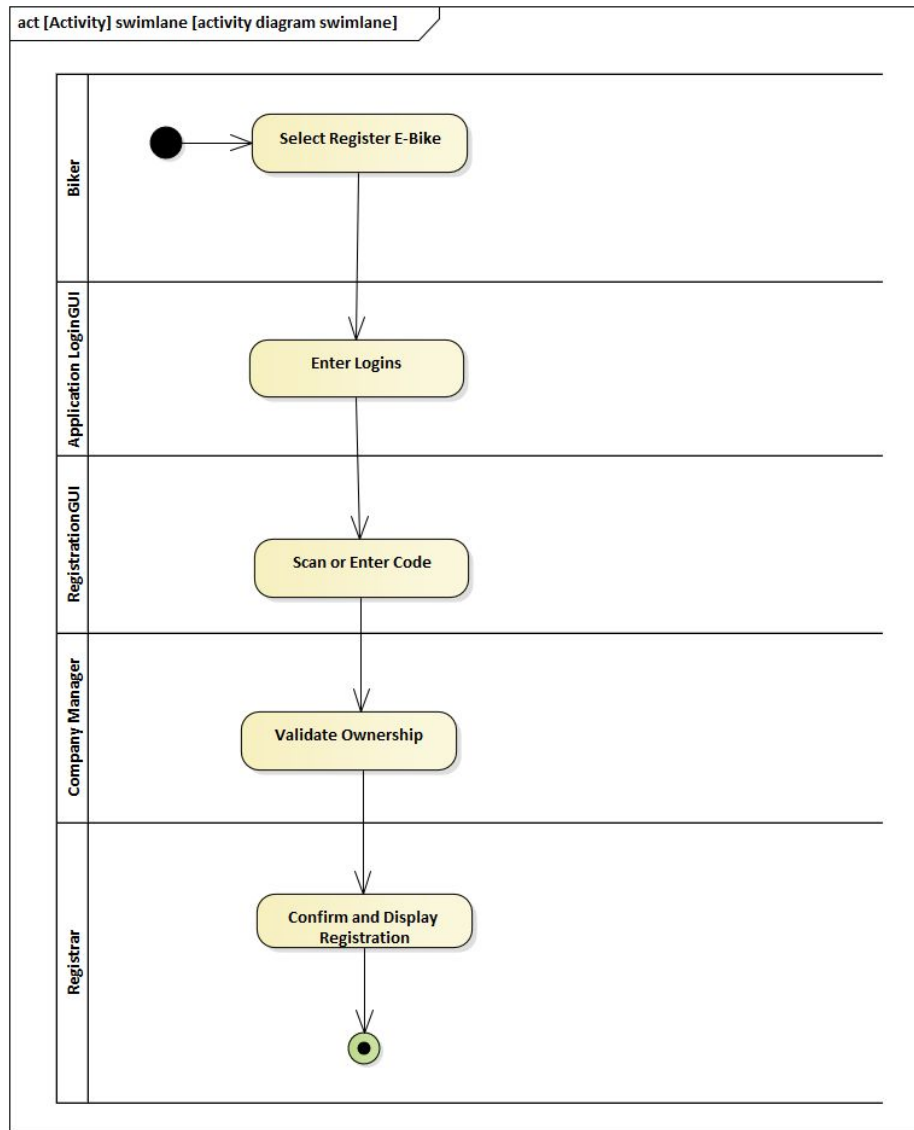 act [Activity] swimlane [activity diagram swimlane]
Biker
Select Register E-Bike
Application LoginGUI
Enter Logins
RegistrationGUI
Scan or Enter Code
Company Manager
Validate Ownership
Registrar
Confirm and Display
Registration